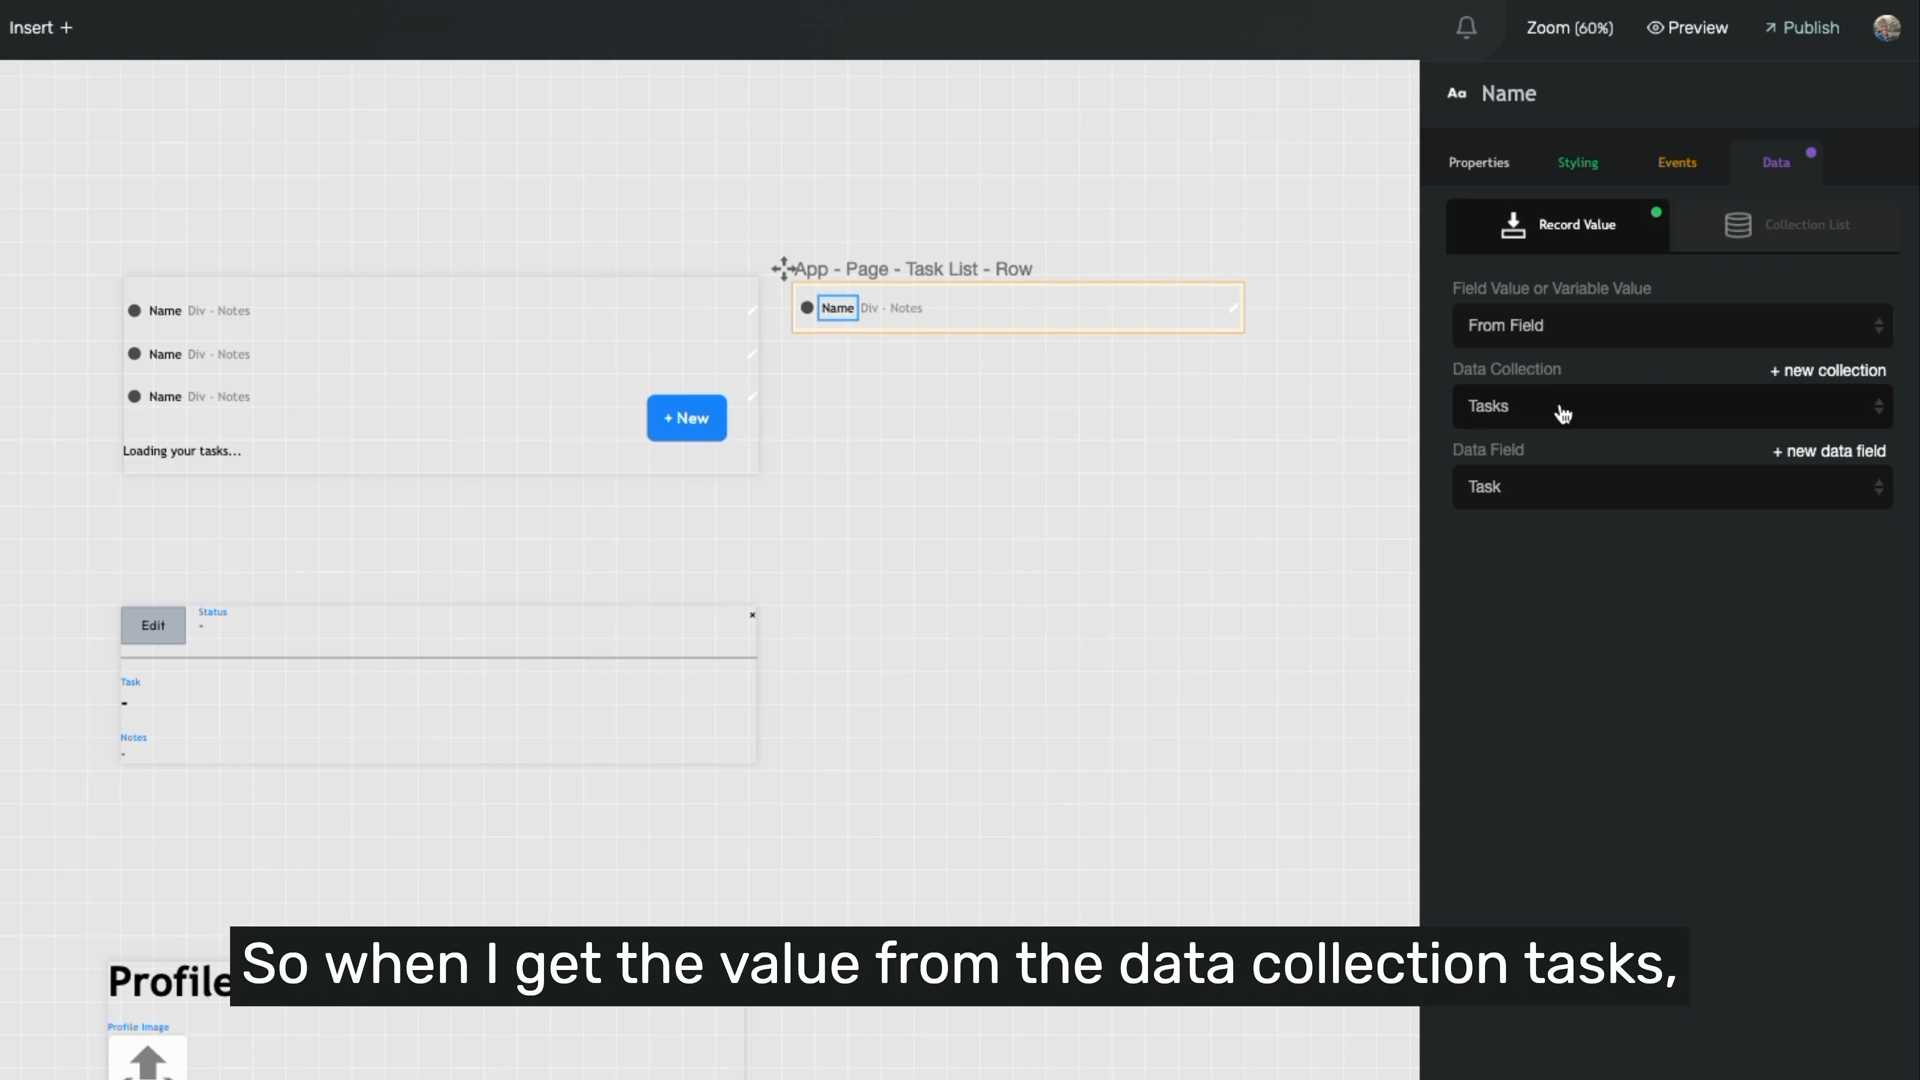 Insert +
Zoom (60%)
Preview
Publish
Aa Name
Properties
Styling
Events
Data
Record Value
Collection List
App - Page - Task List - Row
Name Div - Notes
Name Div - Notes
Name Div - Notes
Name Div - Notes
+ New
Loading your tasks...
Field Value or Variable Value
From Field
Data Collection
+ new collection
Tasks
Data Field
+ new data field
Task
Edit
Status
-
×
Task
-
Notes
-
Profile
So when I get the value from the data collection tasks,
Profile Image